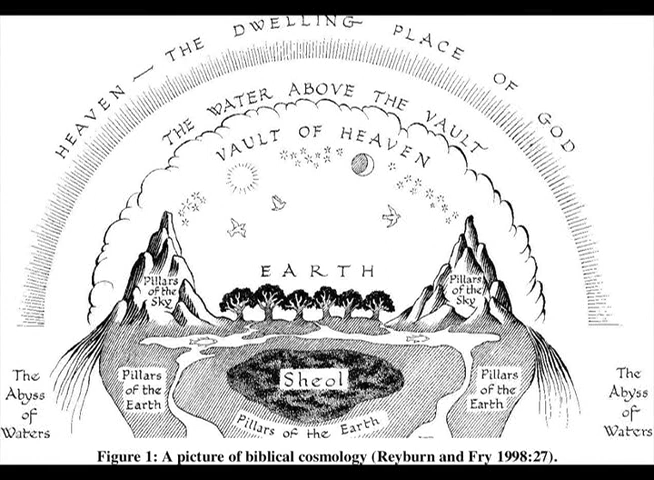 HEAVEN — THE DWELLING PLACE OF GOD
THE WATER ABOVE THE VAULT
VAULT OF HEAVEN
EARTH
Pillars
of the
Sky
Pillars
of the
Sky
The
Abyss
of
Waters
Pillars
of the
Earth
Sheol
Pillars of the Earth
Pillars
of the
Earth
The
Abyss
of
Waters
Figure 1: A picture of biblical cosmology (Reyburn and Fry 1998:27).